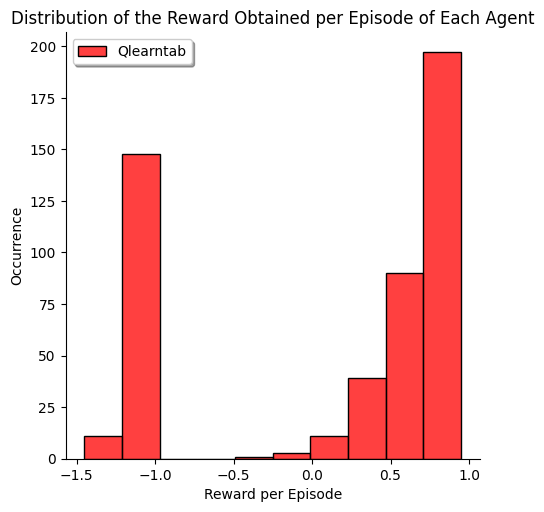 Distribution of the Reward Obtained per Episode of Each Agent
Qlearntab
200
175
150
125
100
75
50
25
0
Occurrence
−1.5 −1.0 −0.5 0.0 0.5 1.0
Reward per Episode